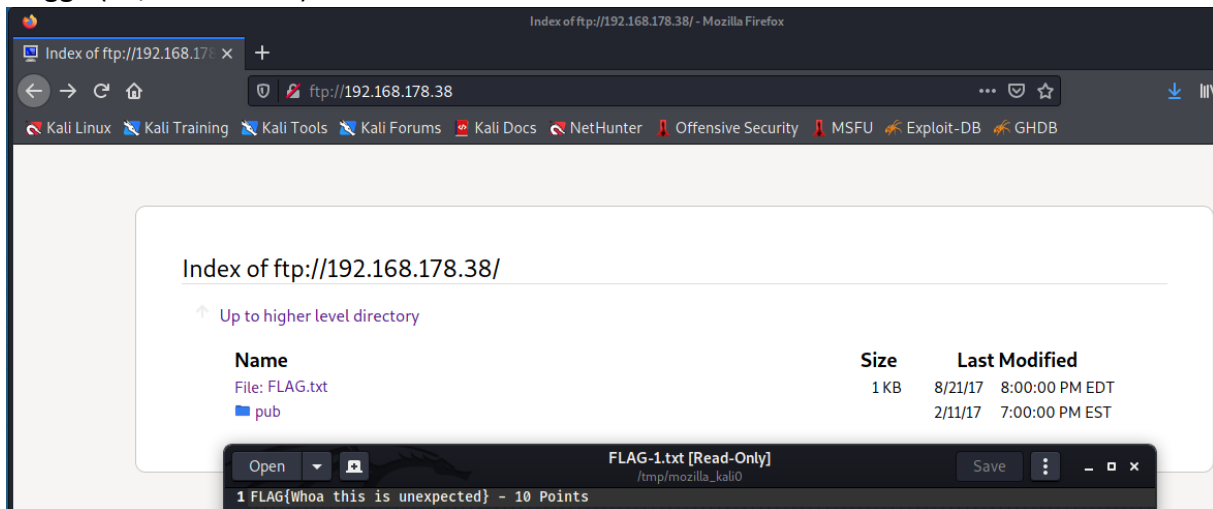 Index of ftp://192.168.178.38/ - Mozilla Firefox
Index of ftp://192.168.178
ftp://192.168.178.38
Kali Linux Kali Training Kali Tools Kali Forums Kali Docs NetHunter Offensive Security MSFU Exploit-DB GHDB
Index of ftp://192.168.178.38/
Up to higher level directory
Name Size Last Modified
File: FLAG.txt 1 KB 8/21/17 8:00:00 PM EDT
pub 2/11/17 7:00:00 PM EST
Open FLAG-1.txt [Read-Only] Save
/tmp/mozilla_kali0
1 FLAG{Whoa this is unexpected} - 10 Points